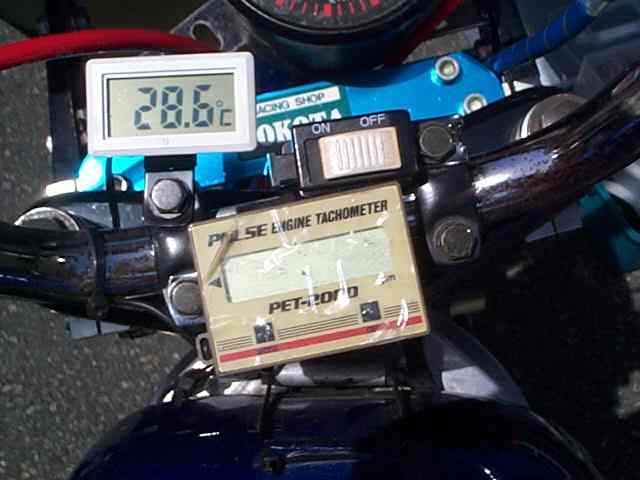 28.6°C
ACING SHOP
OKOTA
ON OFF
PULSE ENGINE TACHOMETER
PET-2000